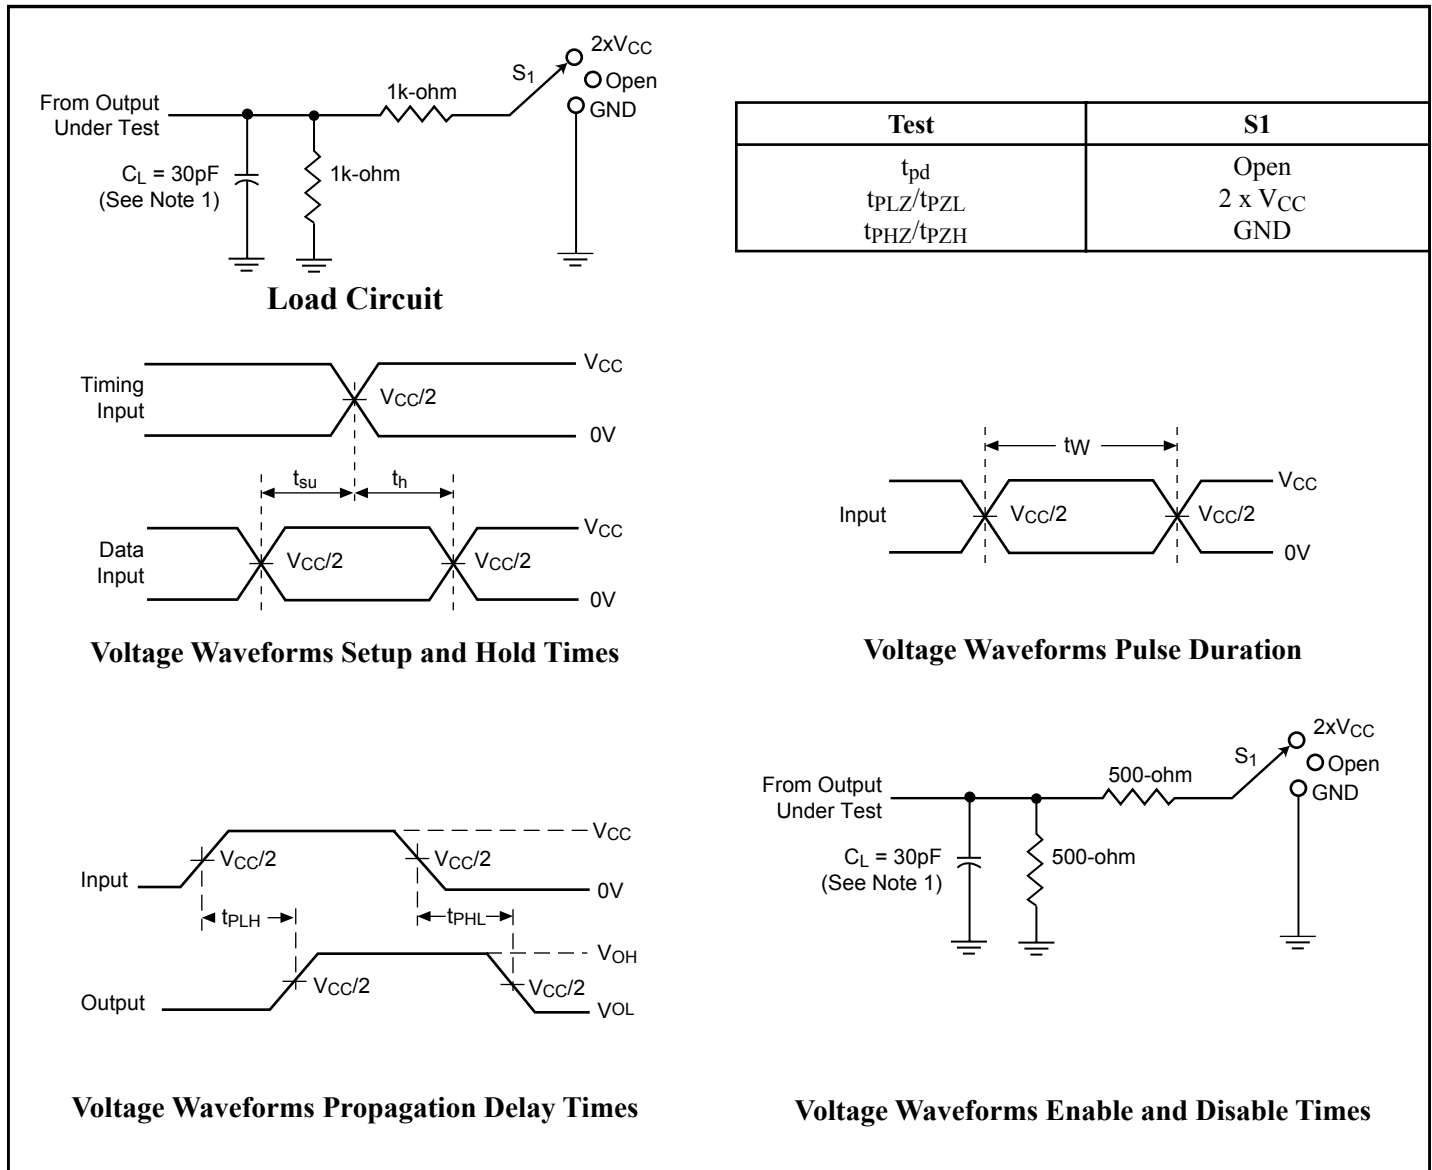 2xVCC
S1
Open
1k-ohm
GND
From Output
Under Test
CL = 30pF
(See Note 1)
1k-ohm
Load Circuit
Test S1
tpd Open
tPLZ/tPZL 2 x VCC
tPHZ/tPZH GND
Timing
Input
VCC
VCC/2
0V
tsu
th
Data
Input
VCC
VCC/2
VCC/2
0V
Voltage Waveforms Setup and Hold Times
tW
Input
VCC
VCC/2
VCC/2
0V
Voltage Waveforms Pulse Duration
Input
VCC
VCC/2
VCC/2
0V
tPLH
tPHL
Output
VOH
VCC/2
VCC/2
VOL
Voltage Waveforms Propagation Delay Times
2xVCC
S1
Open
500-ohm
GND
From Output
Under Test
CL = 30pF
(See Note 1)
500-ohm
Voltage Waveforms Enable and Disable Times